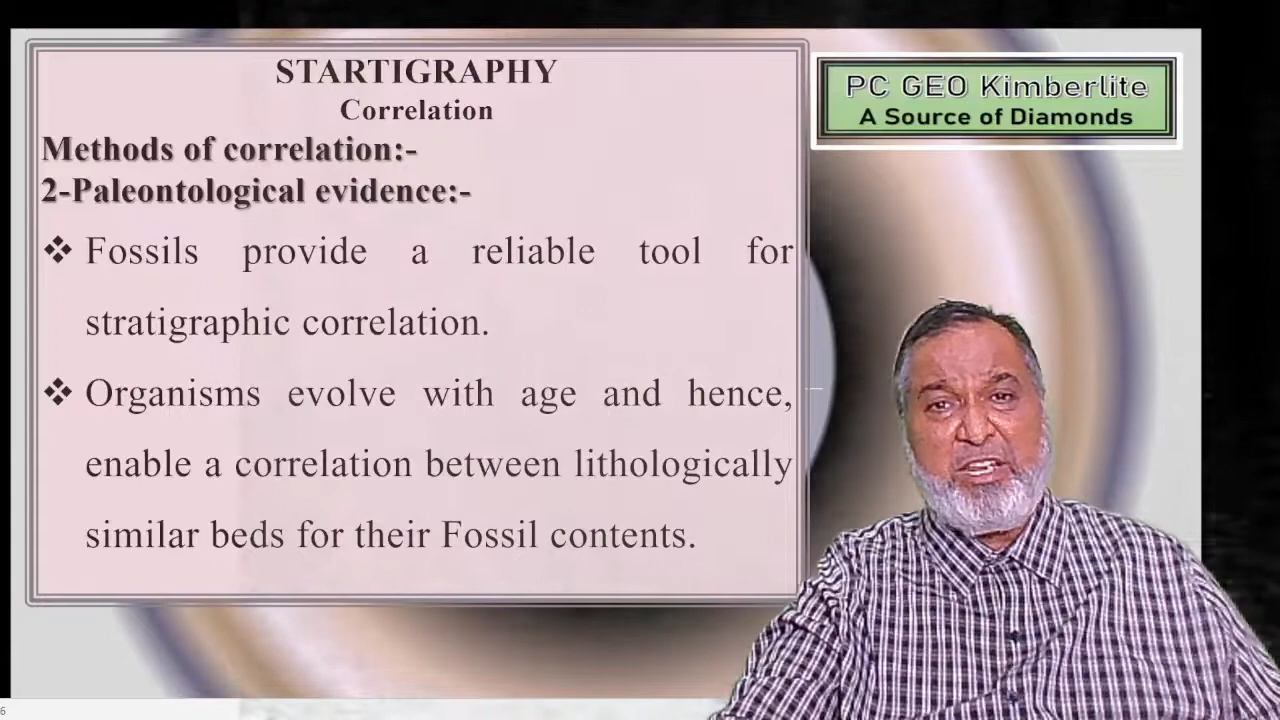 STARTIGRAPHY
Correlation
Methods of correlation:-
2-Paleontological evidence:-
❖ Fossils provide a reliable tool for
stratigraphic correlation.
❖ Organisms evolve with age and hence,
enable a correlation between lithologically
similar beds for their Fossil contents.
PC GEO Kimberlite
A Source of Diamonds
6